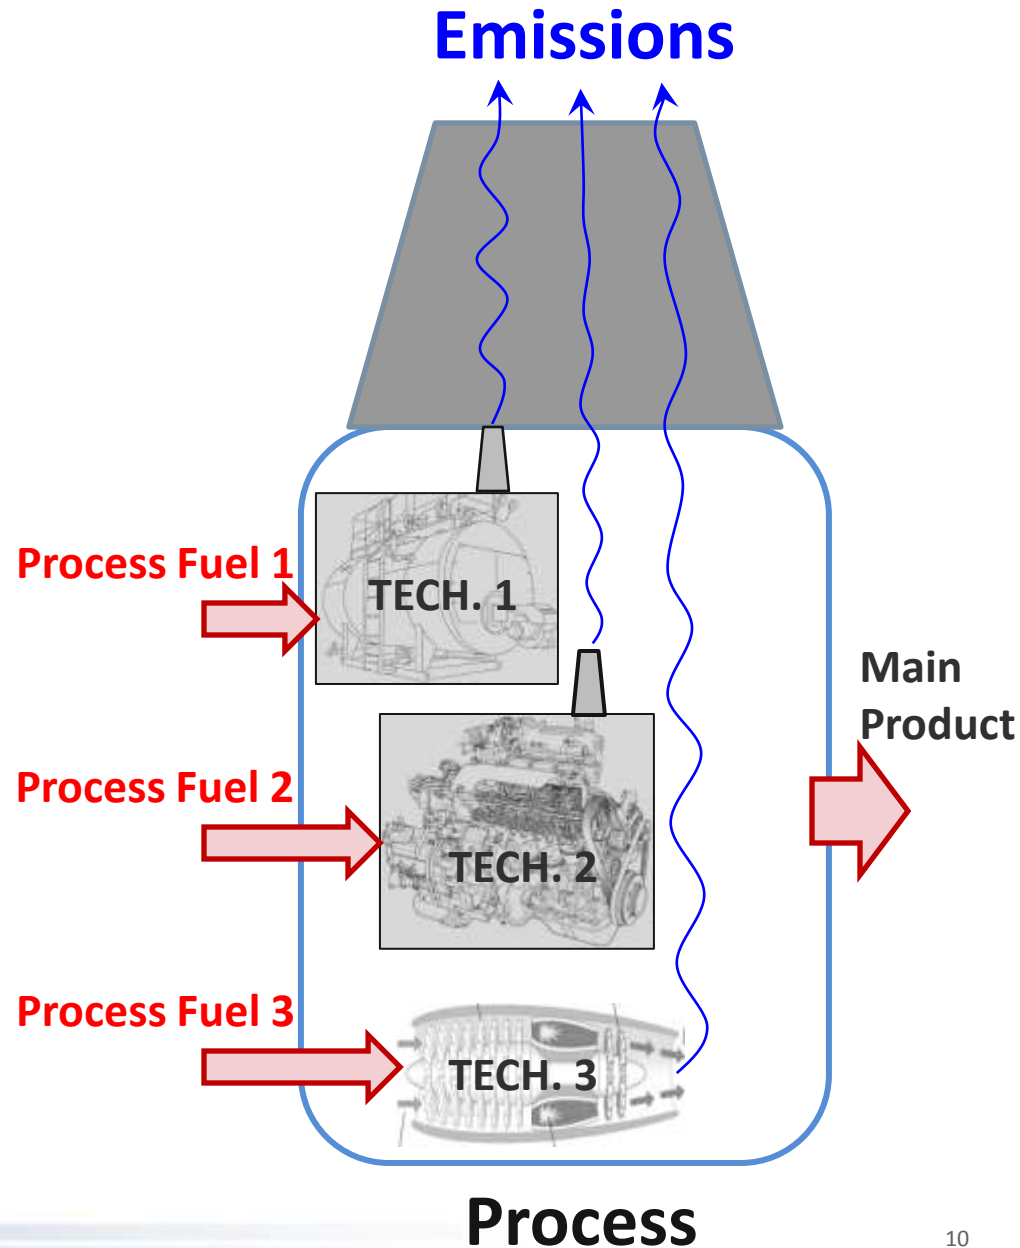 Emissions
Process Fuel 1
TECH. 1
Main
Product
Process Fuel 2
TECH. 2
Process Fuel 3
TECH. 3
Process
10